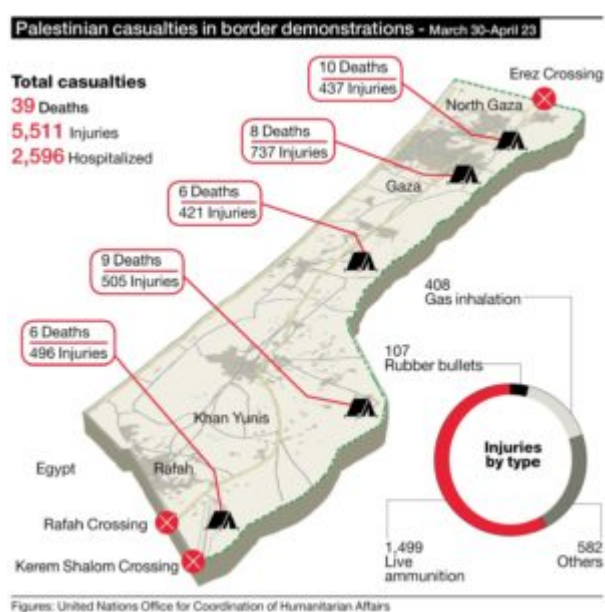 Palestinian casualties in border demonstrations - March 30-April 23
Total casualties
39 Deaths
5,511 Injuries
2,596 Hospitalized
10 Deaths
437 Injuries
Erez Crossing
North Gaza
8 Deaths
737 Injuries
Gaza
6 Deaths
421 Injuries
9 Deaths
505 Injuries
6 Deaths
496 Injuries
Khan Yunis
Egypt
Rafah
Rafah Crossing
Kerem Shalom Crossing
408
Gas inhalation
107
Rubber bullets
Injuries
by type
1,499
Live
ammunition
582
Others
Figures: United Nations Office for Coordination of Humanitarian Affairs